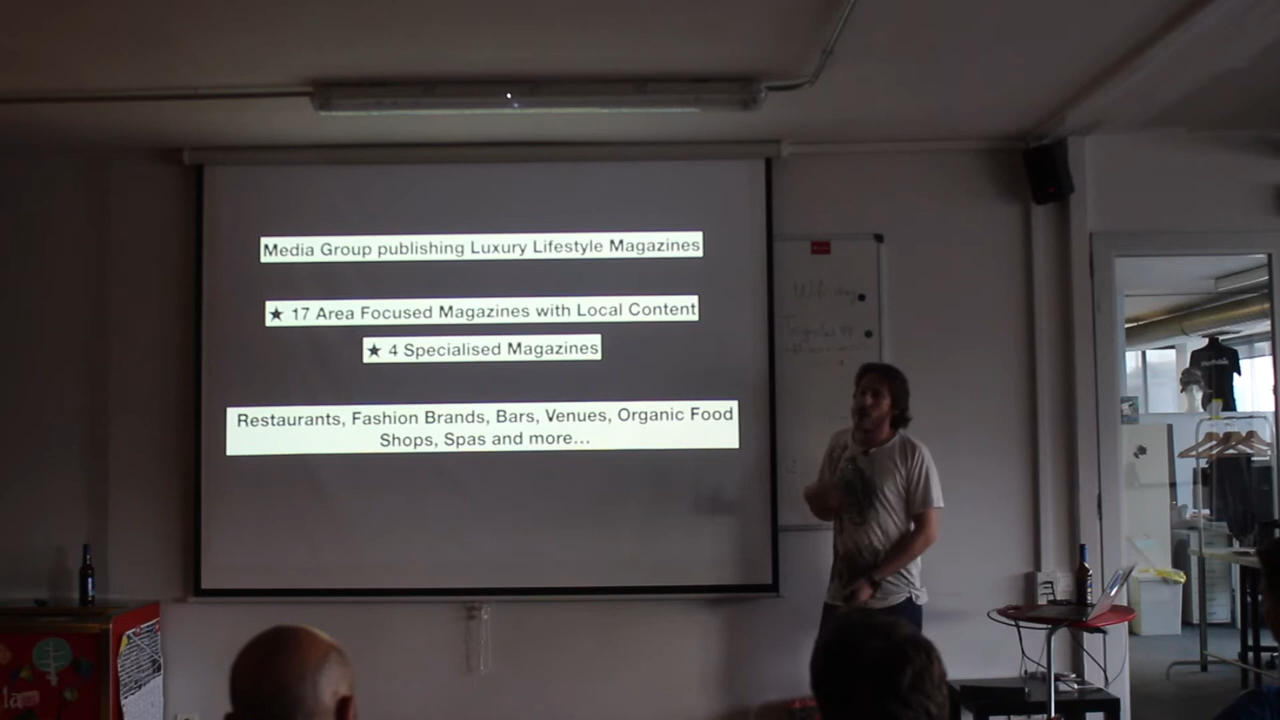 Media Group publishing Luxury Lifestyle Magazines
★ 17 Area Focused Magazines with Local Content
★ 4 Specialised Magazines
Restaurants, Fashion Brands, Bars, Venues, Organic Food
Shops, Spas and more...